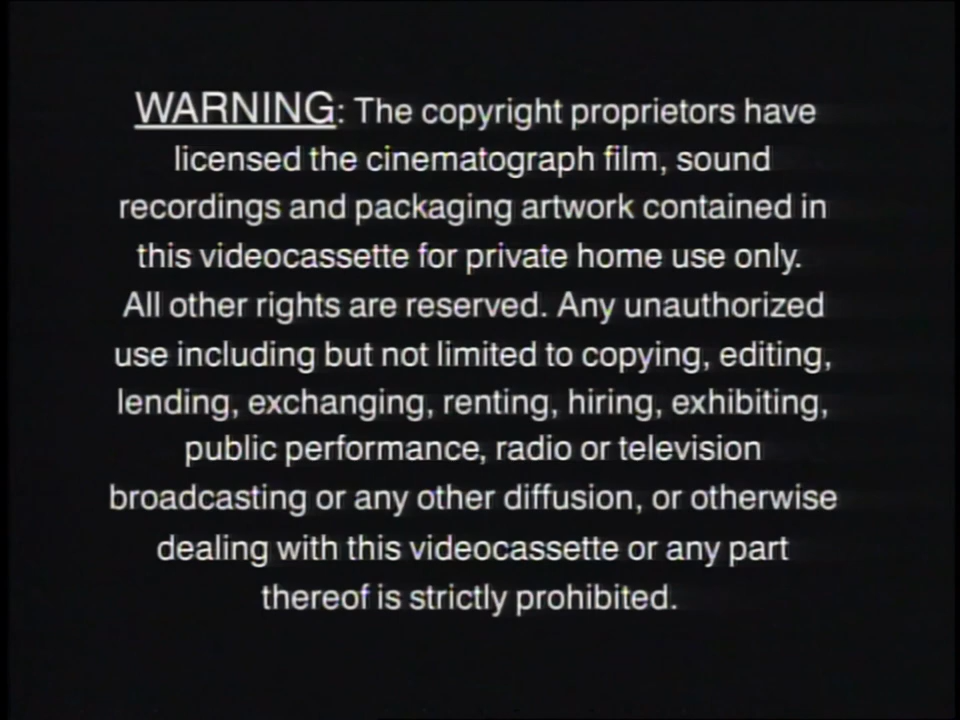 WARNING: The copyright proprietors have
licensed the cinematograph film, sound
recordings and packaging artwork contained in
this videocassette for private home use only.
All other rights are reserved. Any unauthorized
use including but not limited to copying, editing,
lending, exchanging, renting, hiring, exhibiting,
public performance, radio or television
broadcasting or any other diffusion, or otherwise
dealing with this videocassette or any part
thereof is strictly prohibited.